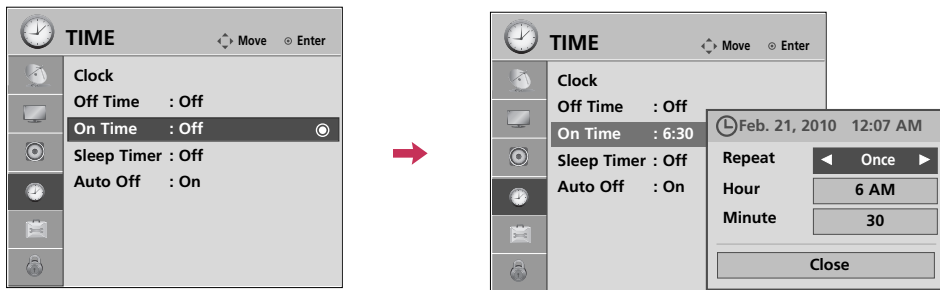 TIME Move Enter
Clock
Off Time : Off
On Time : Off
Sleep Timer : Off
Auto Off : On
TIME Move Enter
Clock
Off Time : Off
On Time : 6:30
Sleep Timer : Off
Auto Off : On
Feb. 21, 2010 12:07 AM
Repeat ◀ Once ▶
Hour 6 AM
Minute 30
Close